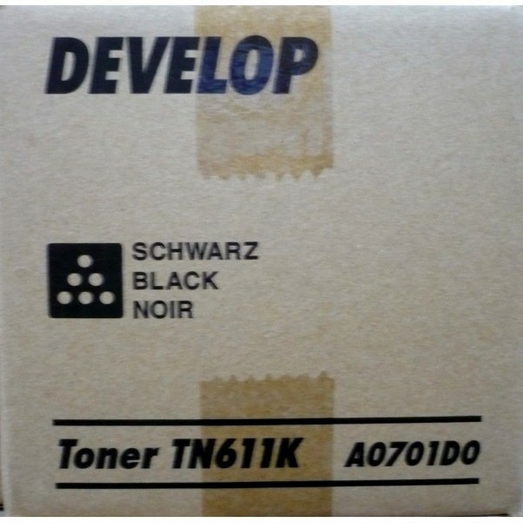 DEVELOP
SCHWARZ
BLACK
NOIR
Toner TN611K A0701D0